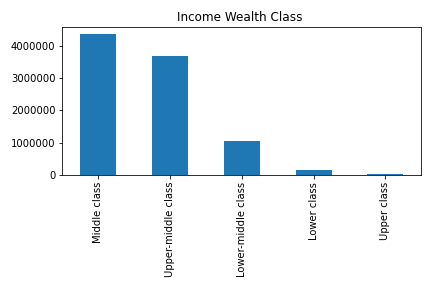 Income Wealth Class
4000000
3000000
2000000
1000000
0
Middle class
Upper-middle class
Lower-middle class
Lower class
Upper class